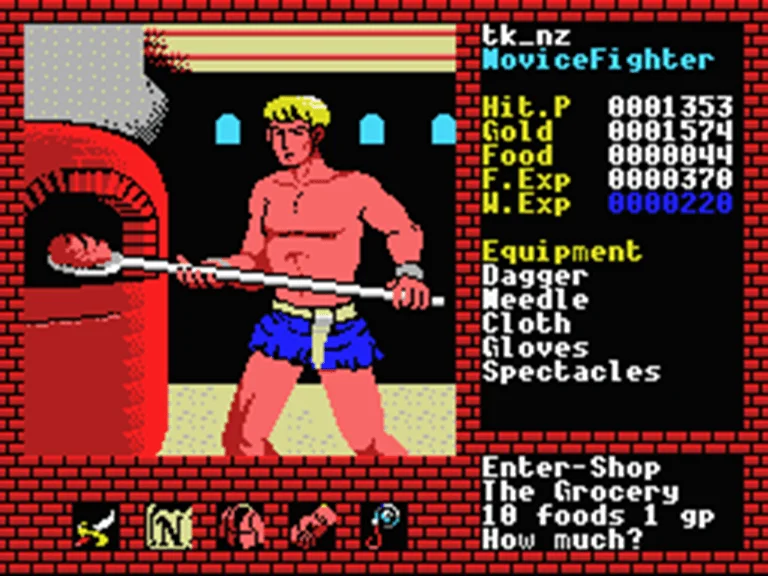 tk_nz
NoviceFighter
Hit.P 0001353
Gold 0001574
Food 0000044
F.Exp 0000370
W.Exp 0000220
Equipment
Dagger
Needle
Cloth
Gloves
Spectacles
Enter-Shop
The Grocery
10 foods 1 gp
How much?
N